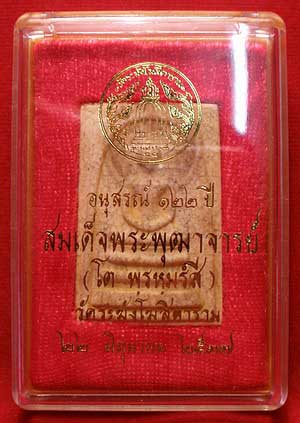 อนุสรณ์ ๑๒๒ ปี
สมเด็จพระพุฒาจารย์
(โต พรหมรังสี)
วัดระฆังโฆสิตาราม
๒๒ มิถุนายน ๒๕๓๗